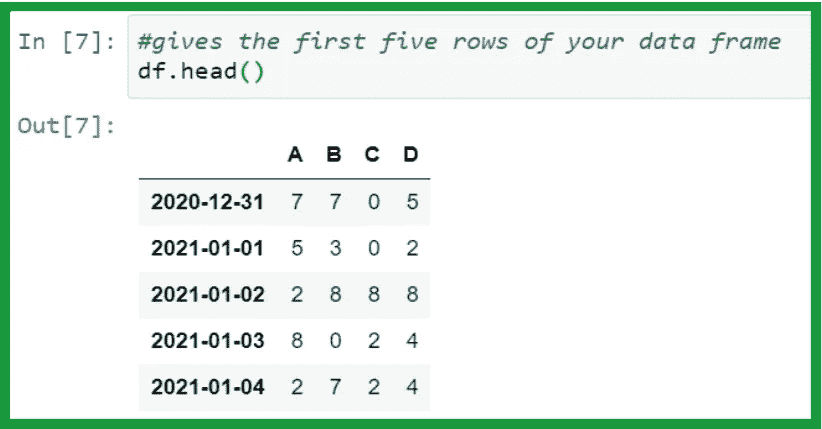 In [7]: #gives the first five rows of your data frame
df.head()
Out[7]:
A B C D
2020-12-31 7 7 0 5
2021-01-01 5 3 0 2
2021-01-02 2 8 8 8
2021-01-03 8 0 2 4
2021-01-04 2 7 2 4